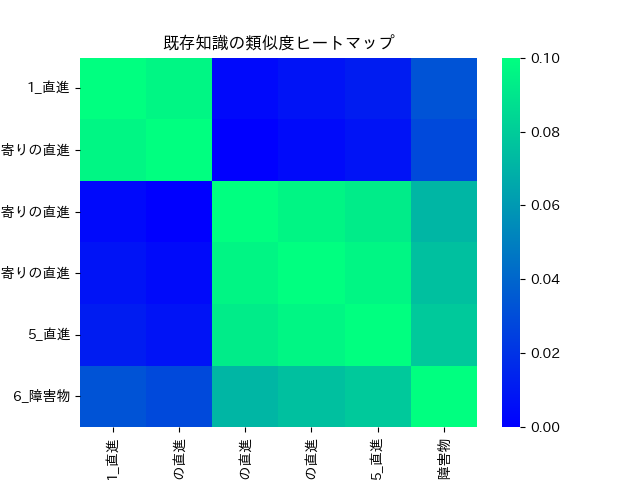 既存知識の類似度ヒートマップ
1_直進
寄りの直進
寄りの直進
寄りの直進
5_直進
6_障害物
1_直進
の直進
の直進
の直進
5_直進
障害物
0.10
0.08
0.06
0.04
0.02
0.00